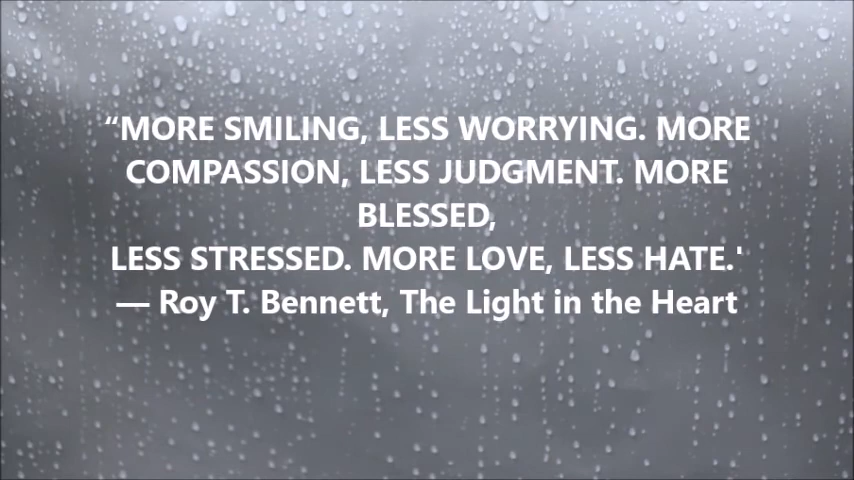 “MORE SMILING, LESS WORRYING. MORE
COMPASSION, LESS JUDGMENT. MORE
BLESSED,
LESS STRESSED. MORE LOVE, LESS HATE.'
— Roy T. Bennett, The Light in the Heart